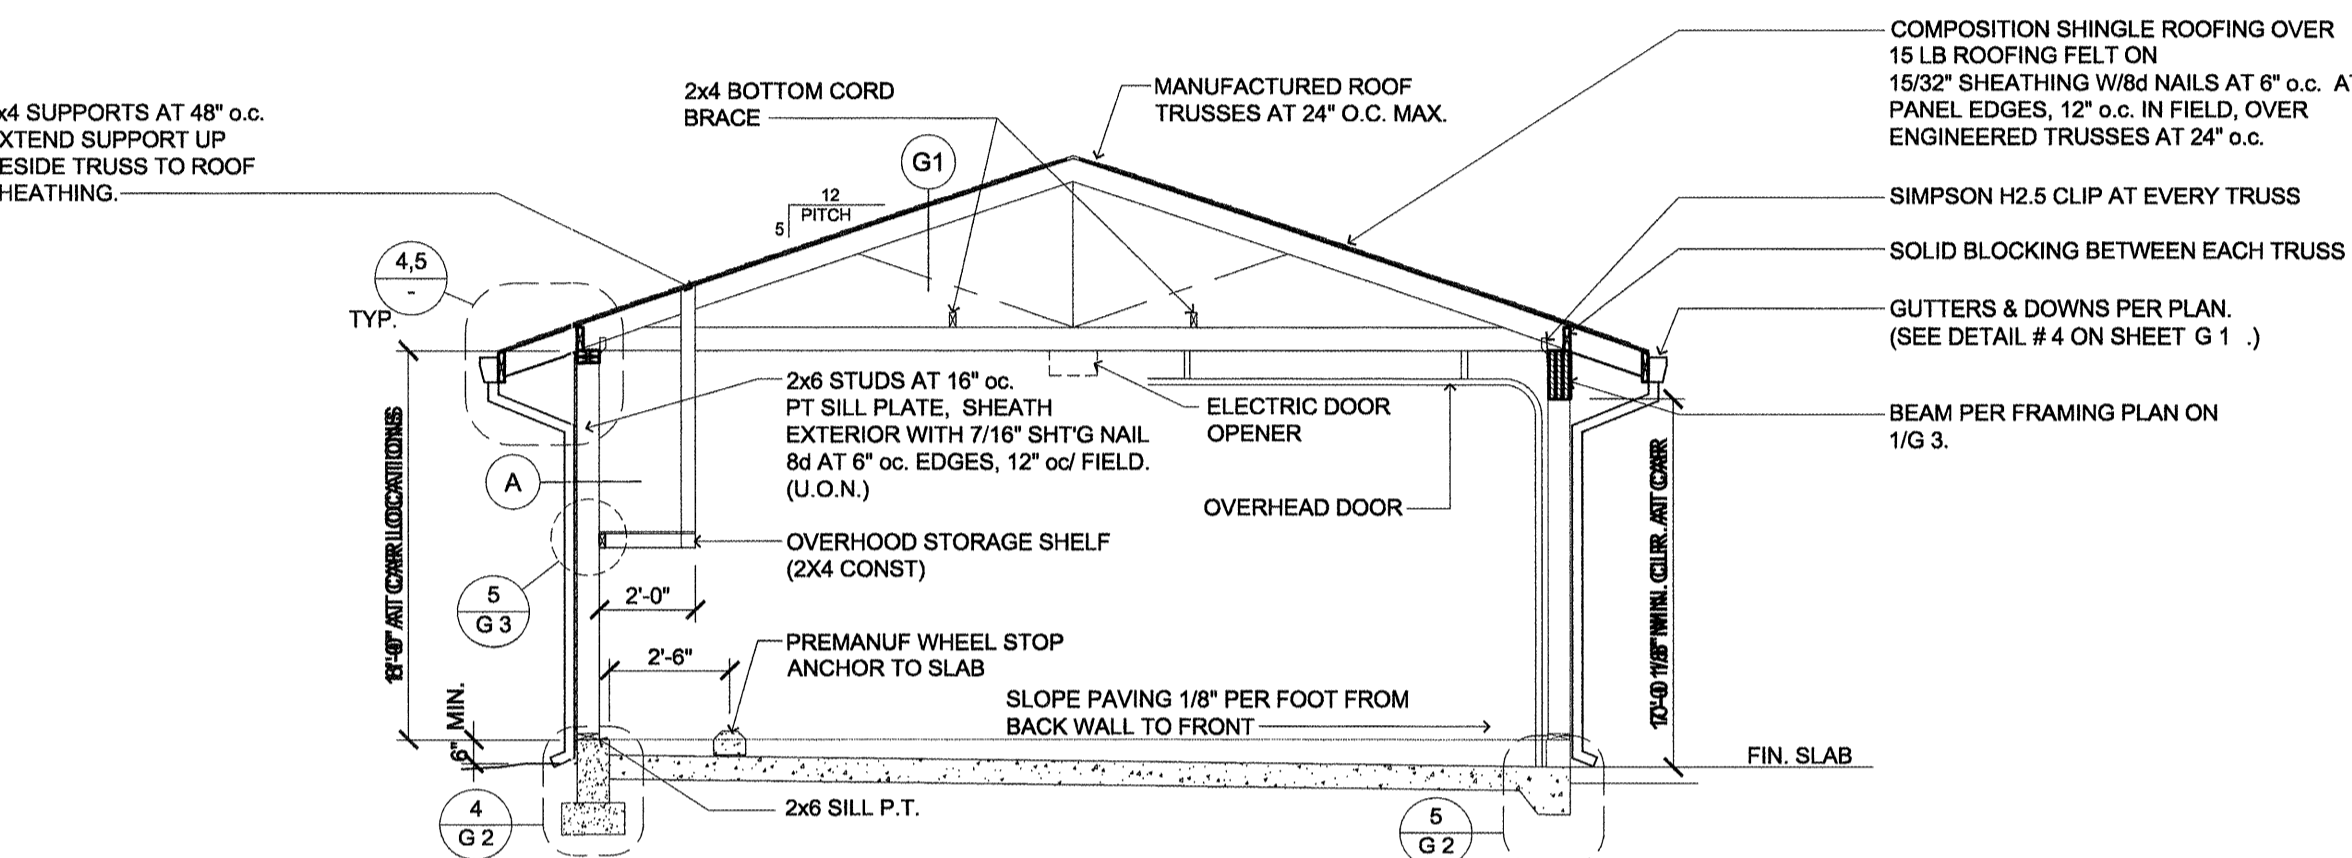 x4 SUPPORTS AT 48" o.c.
XTEND SUPPORT UP
ESIDE TRUSS TO ROOF
HEATHING.
2x4 BOTTOM CORD
BRACE
MANUFACTURED ROOF
TRUSSES AT 24" O.C. MAX.
COMPOSITION SHINGLE ROOFING OVER
15 LB ROOFING FELT ON
15/32" SHEATHING W/8d NAILS AT 6" o.c. AT
PANEL EDGES, 12" o.c. IN FIELD, OVER
ENGINEERED TRUSSES AT 24" o.c.
G1
12
PITCH
5
SIMPSON H2.5 CLIP AT EVERY TRUSS
SOLID BLOCKING BETWEEN EACH TRUSS
4,5
-
TYP.
GUTTERS & DOWNS PER PLAN.
(SEE DETAIL # 4 ON SHEET G 1 .)
2x6 STUDS AT 16" oc.
PT SILL PLATE, SHEATH
EXTERIOR WITH 7/16" SHT'G NAIL
8d AT 6" oc. EDGES, 12" oc/ FIELD.
(U.O.N.)
ELECTRIC DOOR
OPENER
BEAM PER FRAMING PLAN ON
1/G 3.
A
OVERHEAD DOOR
AT CAR LOCATIONS
MIN. CLR. AT CAR
OVERHOOD STORAGE SHELF
(2X4 CONST)
5
G 3
2'-0"
PREMANUF WHEEL STOP
ANCHOR TO SLAB
2'-6"
SLOPE PAVING 1/8" PER FOOT FROM
BACK WALL TO FRONT
6" MIN.
FIN. SLAB
2x6 SILL P.T.
4
G 2
5
G 2